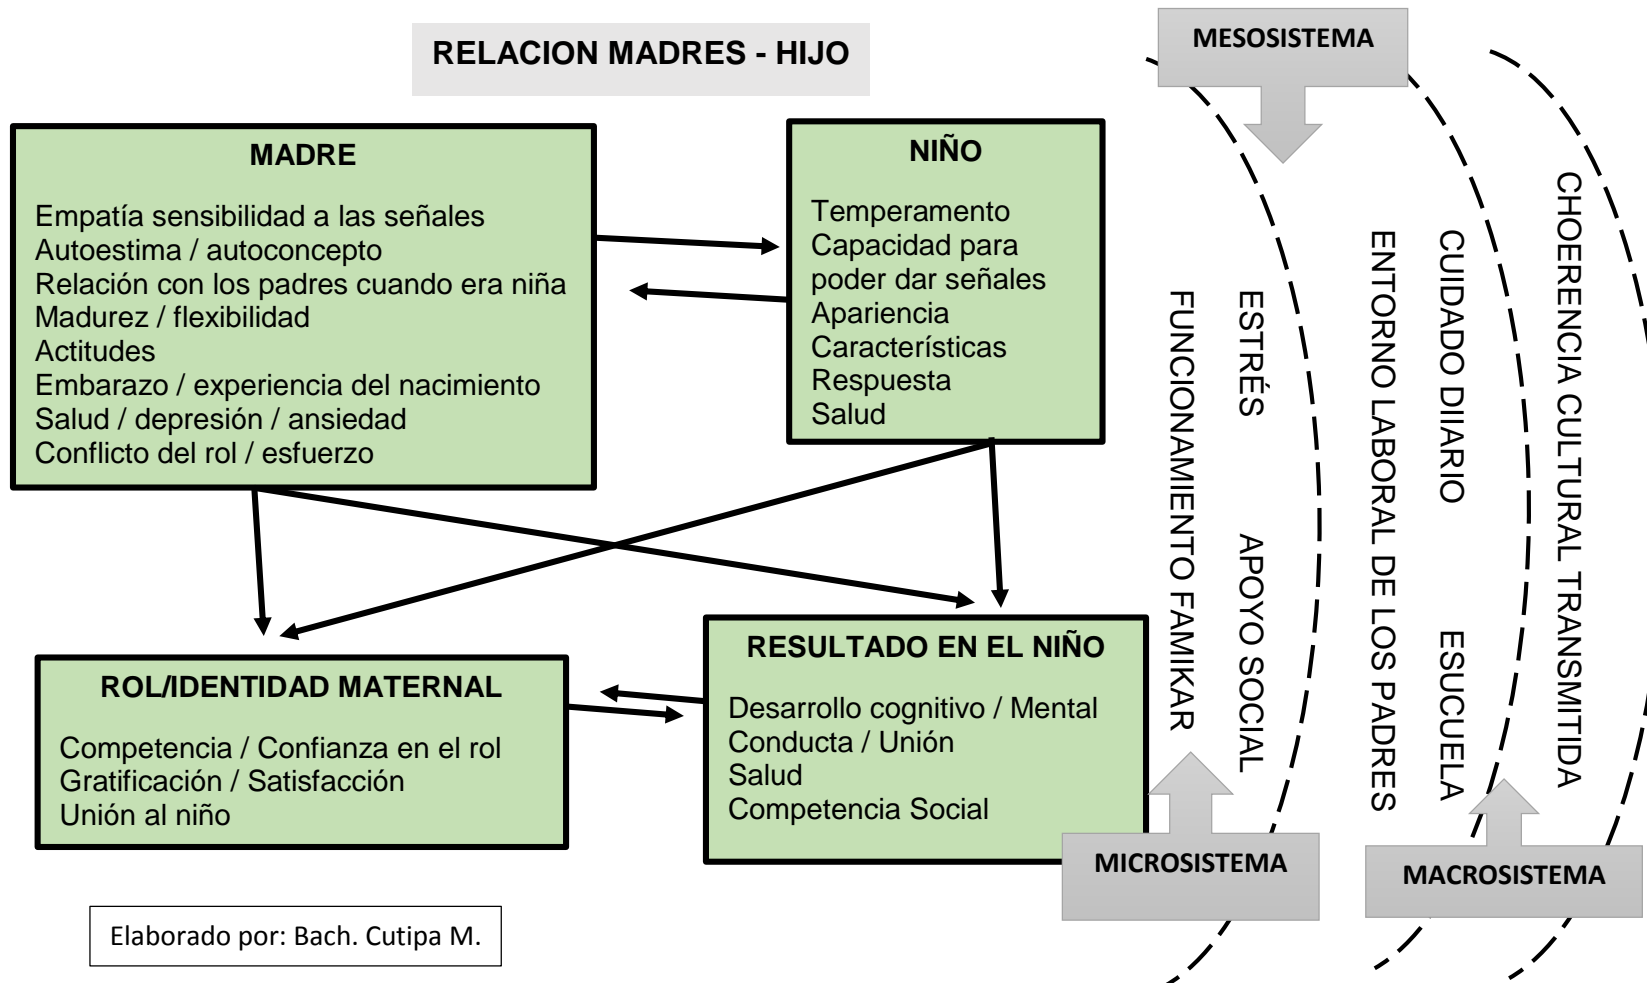 RELACION MADRES - HIJO
MADRE
Empatía sensibilidad a las señales
Autoestima / autoconcepto
Relación con los padres cuando era niña
Madurez / flexibilidad
Actitudes
Embarazo / experiencia del nacimiento
Salud / depresión / ansiedad
Conflicto del rol / esfuerzo
NIÑO
Temperamento
Capacidad para
poder dar señales
Apariencia
Características
Respuesta
Salud
ROL/IDENTIDAD MATERNAL
Competencia / Confianza en el rol
Gratificación / Satisfacción
Unión al niño
RESULTADO EN EL NIÑO
Desarrollo cognitivo / Mental
Conducta / Unión
Salud
Competencia Social
MESOSISTEMA
FUNCIONAMIENTO FAMIKAR
ESTRÉS
APOYO SOCIAL
ENTORNO LABORAL DE LOS PADRES
CUIDADO DIIARIO
ESUCUELA
CHOERENCIA CULTURAL TRANSMITIDA
MICROSISTEMA
MACROSISTEMA
Elaborado por: Bach. Cutipa M.